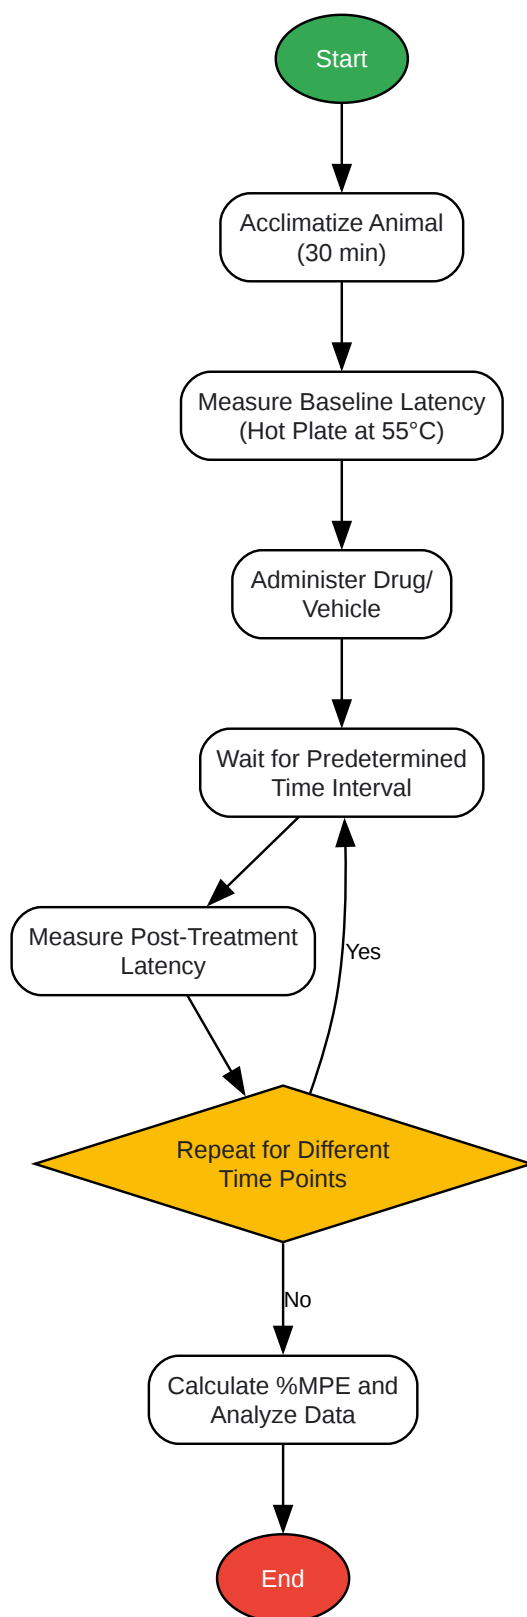 Start
Acclimatize Animal
(30 min)
Measure Baseline Latency
(Hot Plate at 55°C)
Administer Drug/
Vehicle
Wait for Predetermined
Time Interval
Measure Post-Treatment
Latency
Yes
Repeat for Different
Time Points
No
Calculate %MPE and
Analyze Data
End